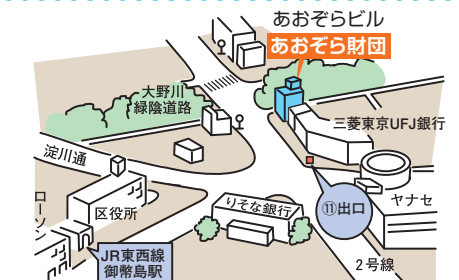 あおぞらビル
あおぞら財団
大野川
緑陰道路
三菱東京UFJ銀行
淀川通
ローソン
区役所
りそな銀行
⑪出口
ヤナセ
JR東西線
御幣島駅
2号線